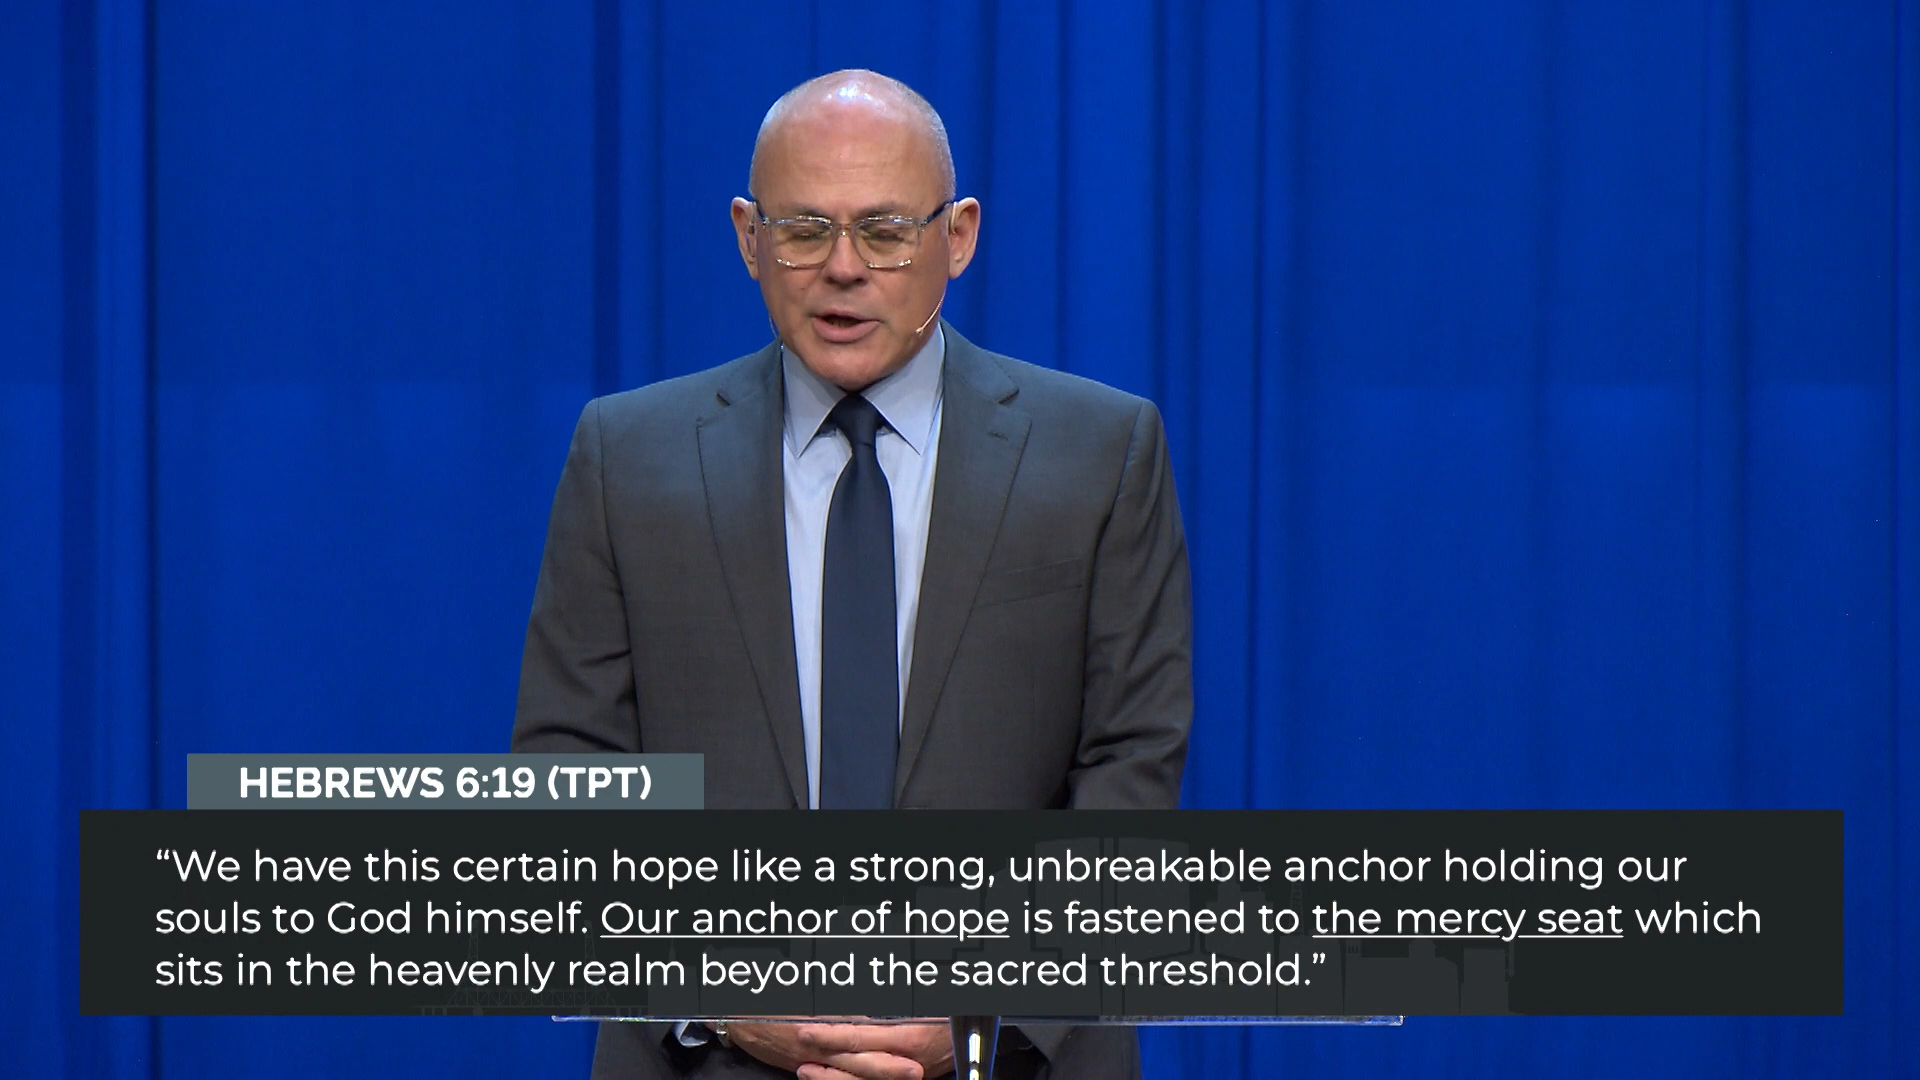 HEBREWS 6:19 (TPT)
“We have this certain hope like a strong, unbreakable anchor holding our
souls to God himself. Our anchor of hope is fastened to the mercy seat which
sits in the heavenly realm beyond the sacred threshold.”